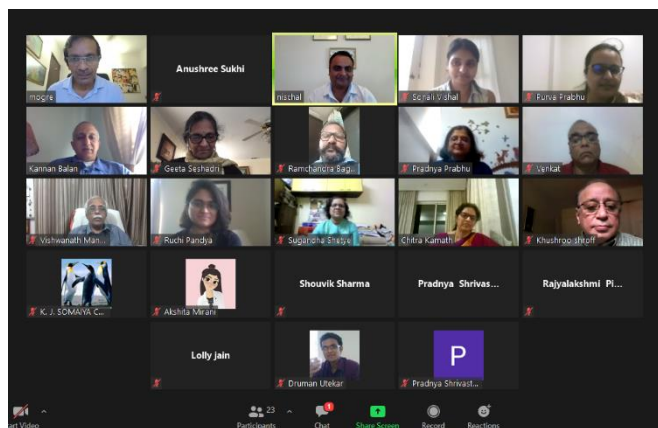 mogre
Anushree Sukhi
nischal
Sonali Vishal
Purva Prabhu
Kannan Balan
Geeta Seshadri
Ramchandra Bag...
Pradnya Prabhu
Venkat
Vishwanath Man...
Ruchi Pandya
Sugandha Shetye
Chitra Kamath
Khushroo shroff
K. J. SOMAIYA C...
Akshita Mirani
Shouvik Sharma
Pradnya Shrivas...
Rajyalakshmi Pi...
Lolly jain
Druman Utekar
P
Pradnya Shrivast...
art Video
23
Participants
1
Chat
Share Screen
Record
Reactions